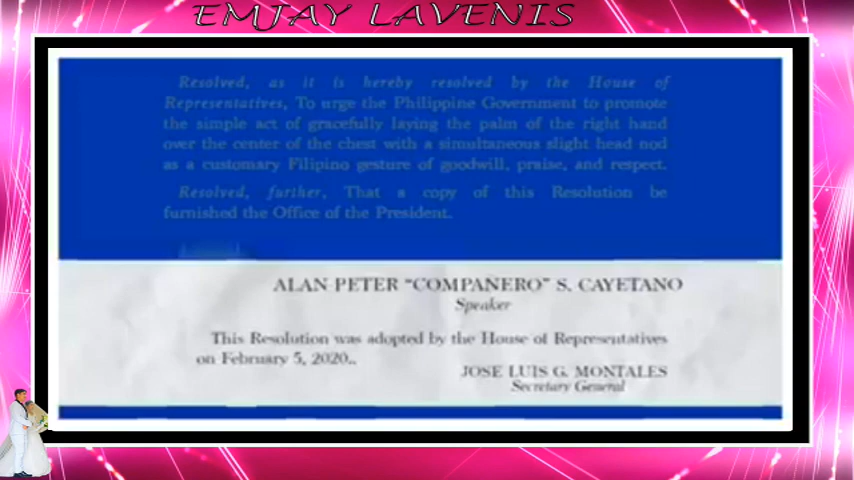 EMJAY LAVENIS
Resolved, as it is hereby resolved by the House of
Representatives, To urge the Philippine Government to promote
the simple act of gracefully laying the palm of the right hand
over the center of the chest with a simultaneous slight head nod
as a customary Filipino gesture of goodwill, praise, and respect.
Resolved, further, That a copy of this Resolution be
furnished the Office of the President.
ALAN PETER "COMPAÑERO" S. CAYETANO
Speaker
This Resolution was adopted by the House of Representatives
on February 5, 2020..
JOSE LUIS G. MONTALES
Secretary General